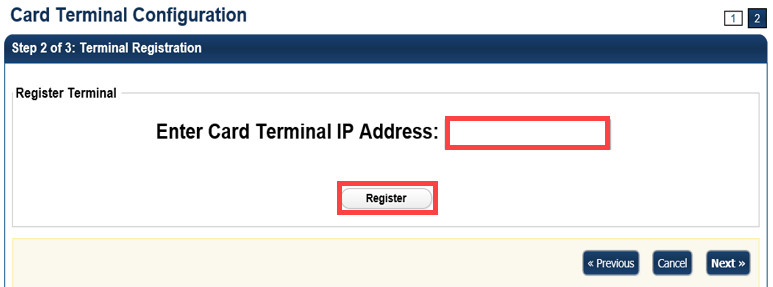 Card Terminal Configuration
1 2
Step 2 of 3: Terminal Registration
Register Terminal
Enter Card Terminal IP Address:
Register
« Previous Cancel Next »